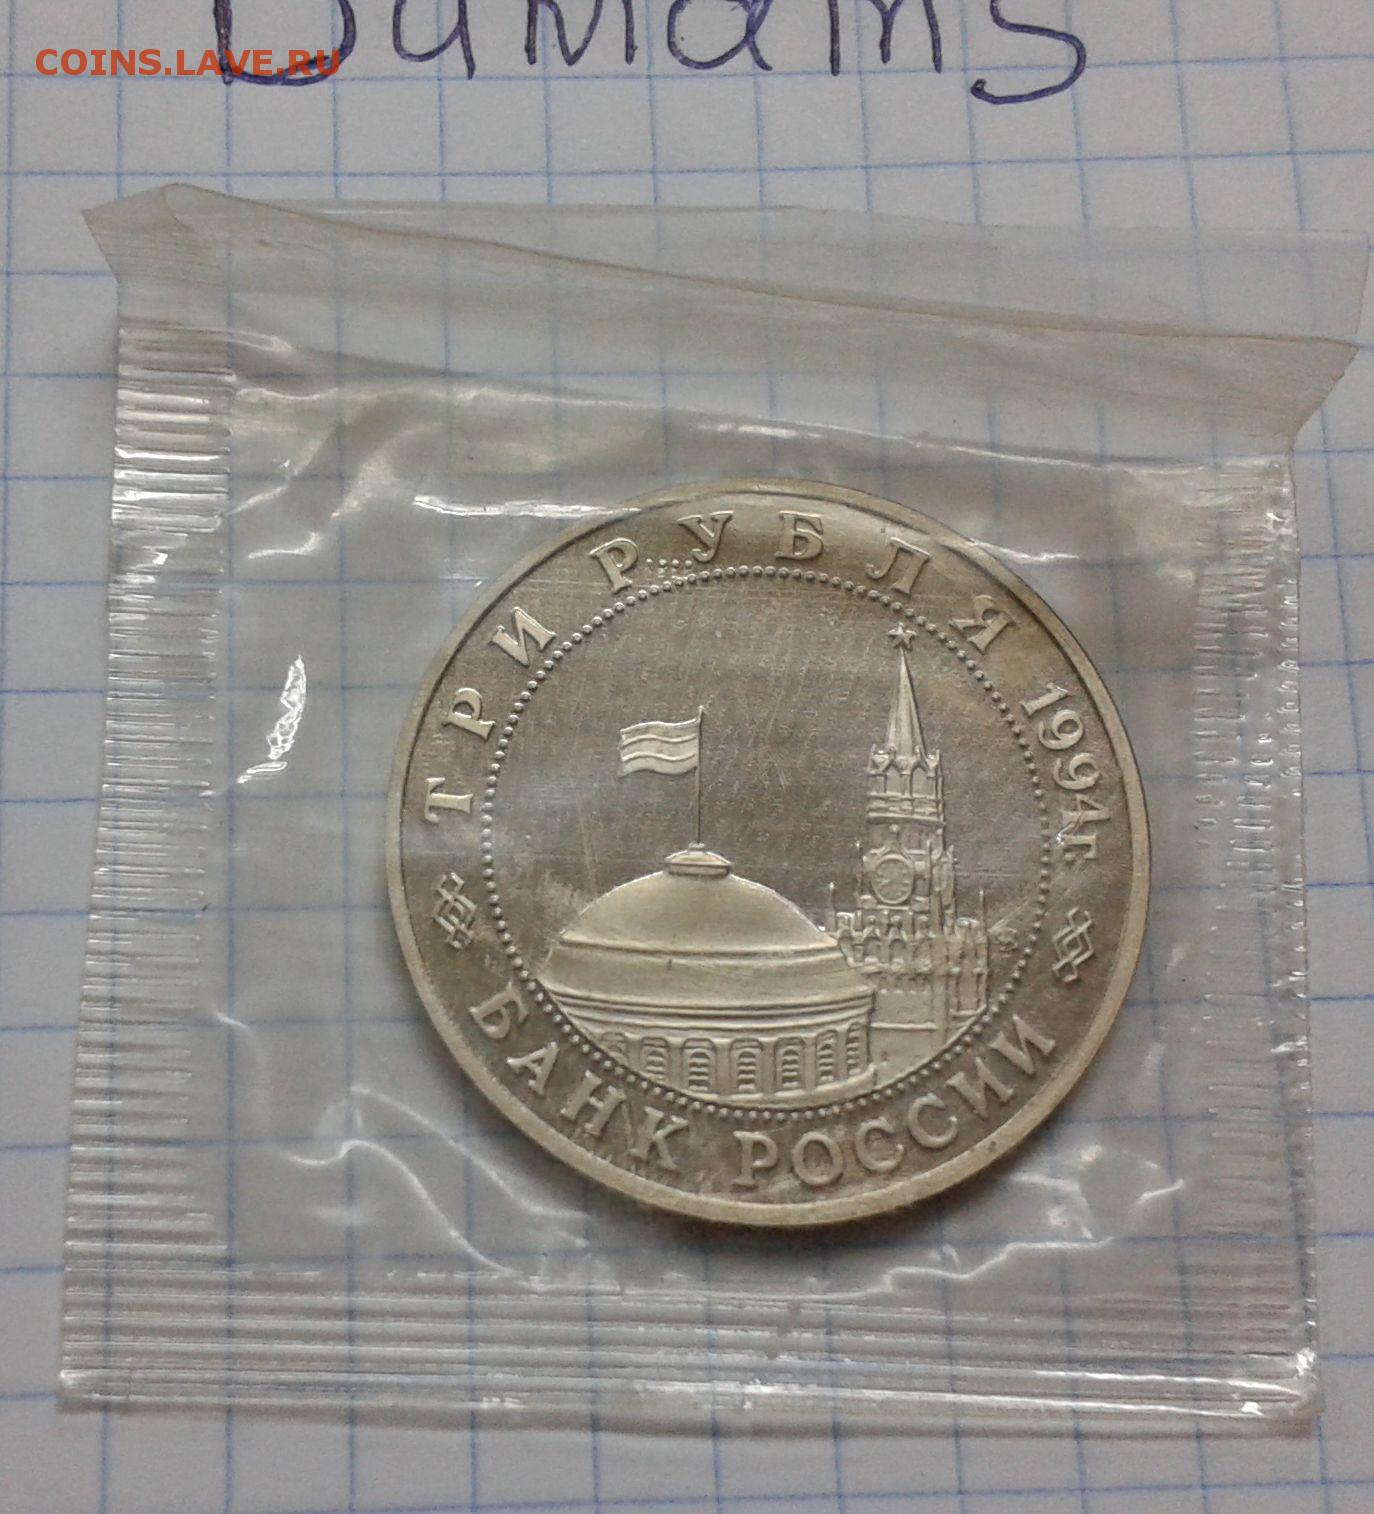 COINS.LAVE.RU
ТРИ РУБЛЯ 1994г.
БАНК РОССИИ